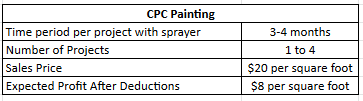 CPC Painting
Time period per project with sprayer 3-4 months
Number of Projects 1 to 4
Sales Price $20 per square foot
Expected Profit After Deductions $8 per square foot